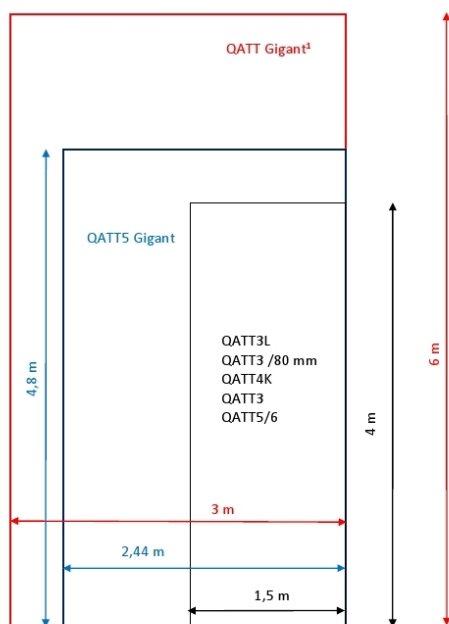 QATT Gigant¹
QATT5 Gigant
QATT3L
QATT3 /80 mm
QATT4K
QATT3
QATT5/6
4,8 m
6 m
4 m
3 m
2,44 m
1,5 m